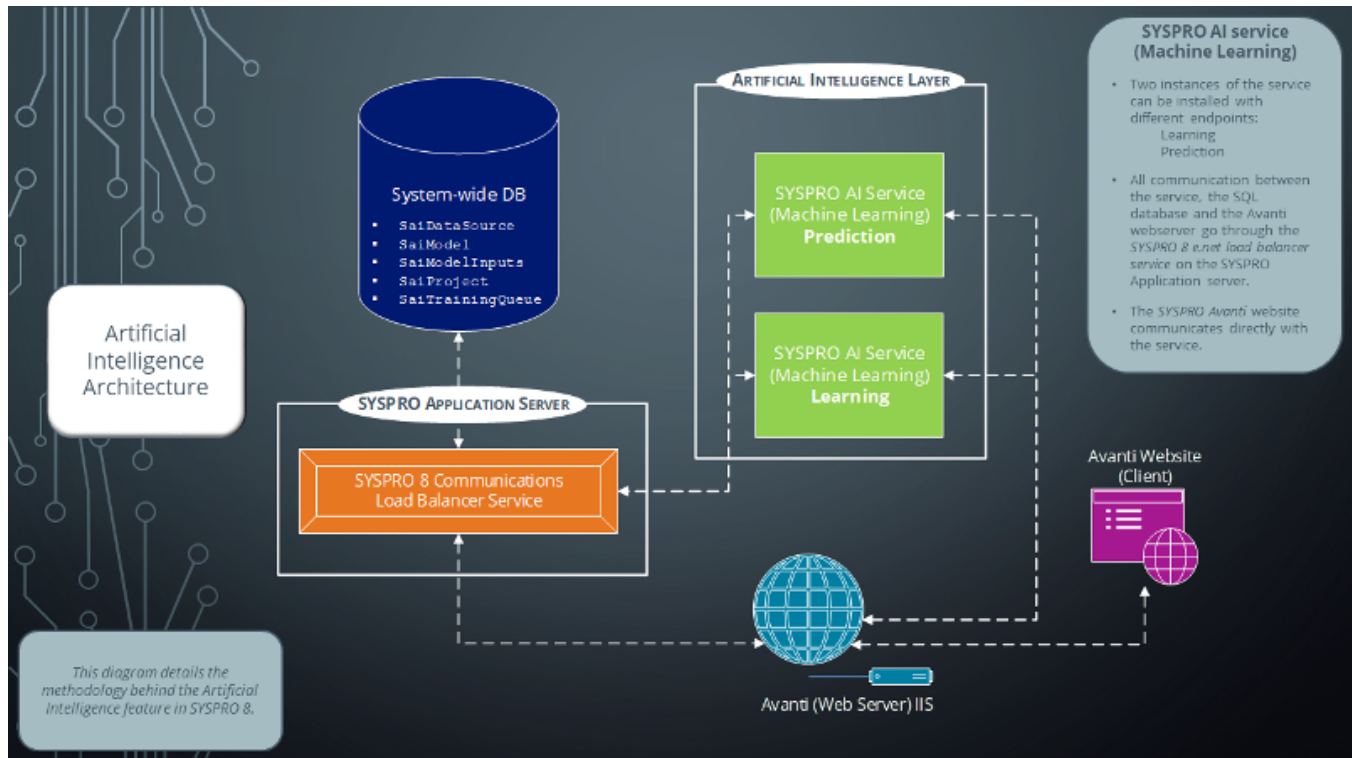 SYSPRO AI service
(Machine Learning)
• Two instances of the service
can be installed with
different endpoints:
Learning
Prediction
• All communication between
the service, the SQL
database and the Avanti
webserver go through the
SYSPRO 8 e.net load balancer
service on the SYSPRO
Application server.
• The SYSPRO Avanti website
communicates directly with
the service.
ARTIFICIAL INTELLIGENCE LAYER
SYSPRO AI Service
(Machine Learning)
Prediction
SYSPRO AI Service
(Machine Learning)
Learning
System-wide DB
▪ SaiDataSource
▪ SaiModel
▪ SaiModelInputs
▪ SaiProject
▪ SaiTrainingQueue
Artificial
Intelligence
Architecture
SYSPRO APPLICATION SERVER
SYSPRO 8 Communications
Load Balancer Service
Avanti Website
(Client)
Avanti (Web Server) IIS
This diagram details the
methodology behind the Artificial
Intelligence feature in SYSPRO 8.